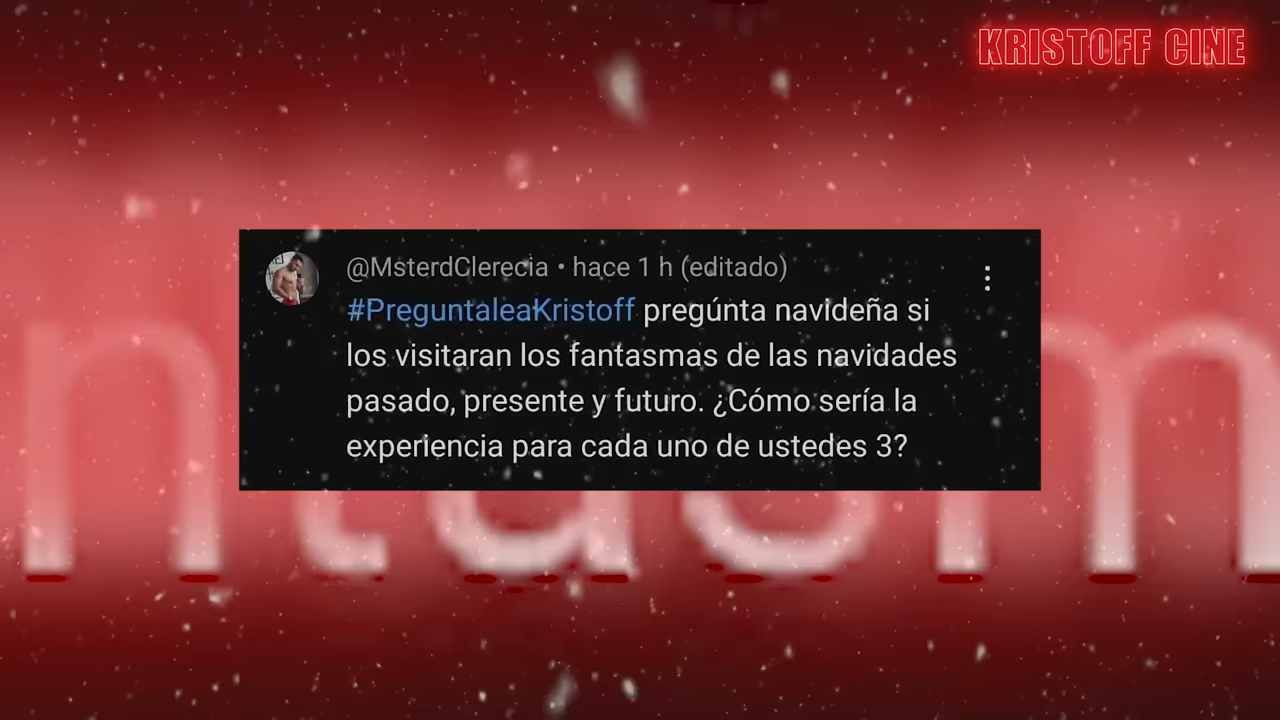 KRISTOFF CINE
@MsterdClerecia • hace 1 h (editado)
#PreguntaleaKristoff pregunta navideña si
los visitaran los fantasmas de las navidades
pasado, presente y futuro. ¿Cómo sería la
experiencia para cada uno de ustedes 3?